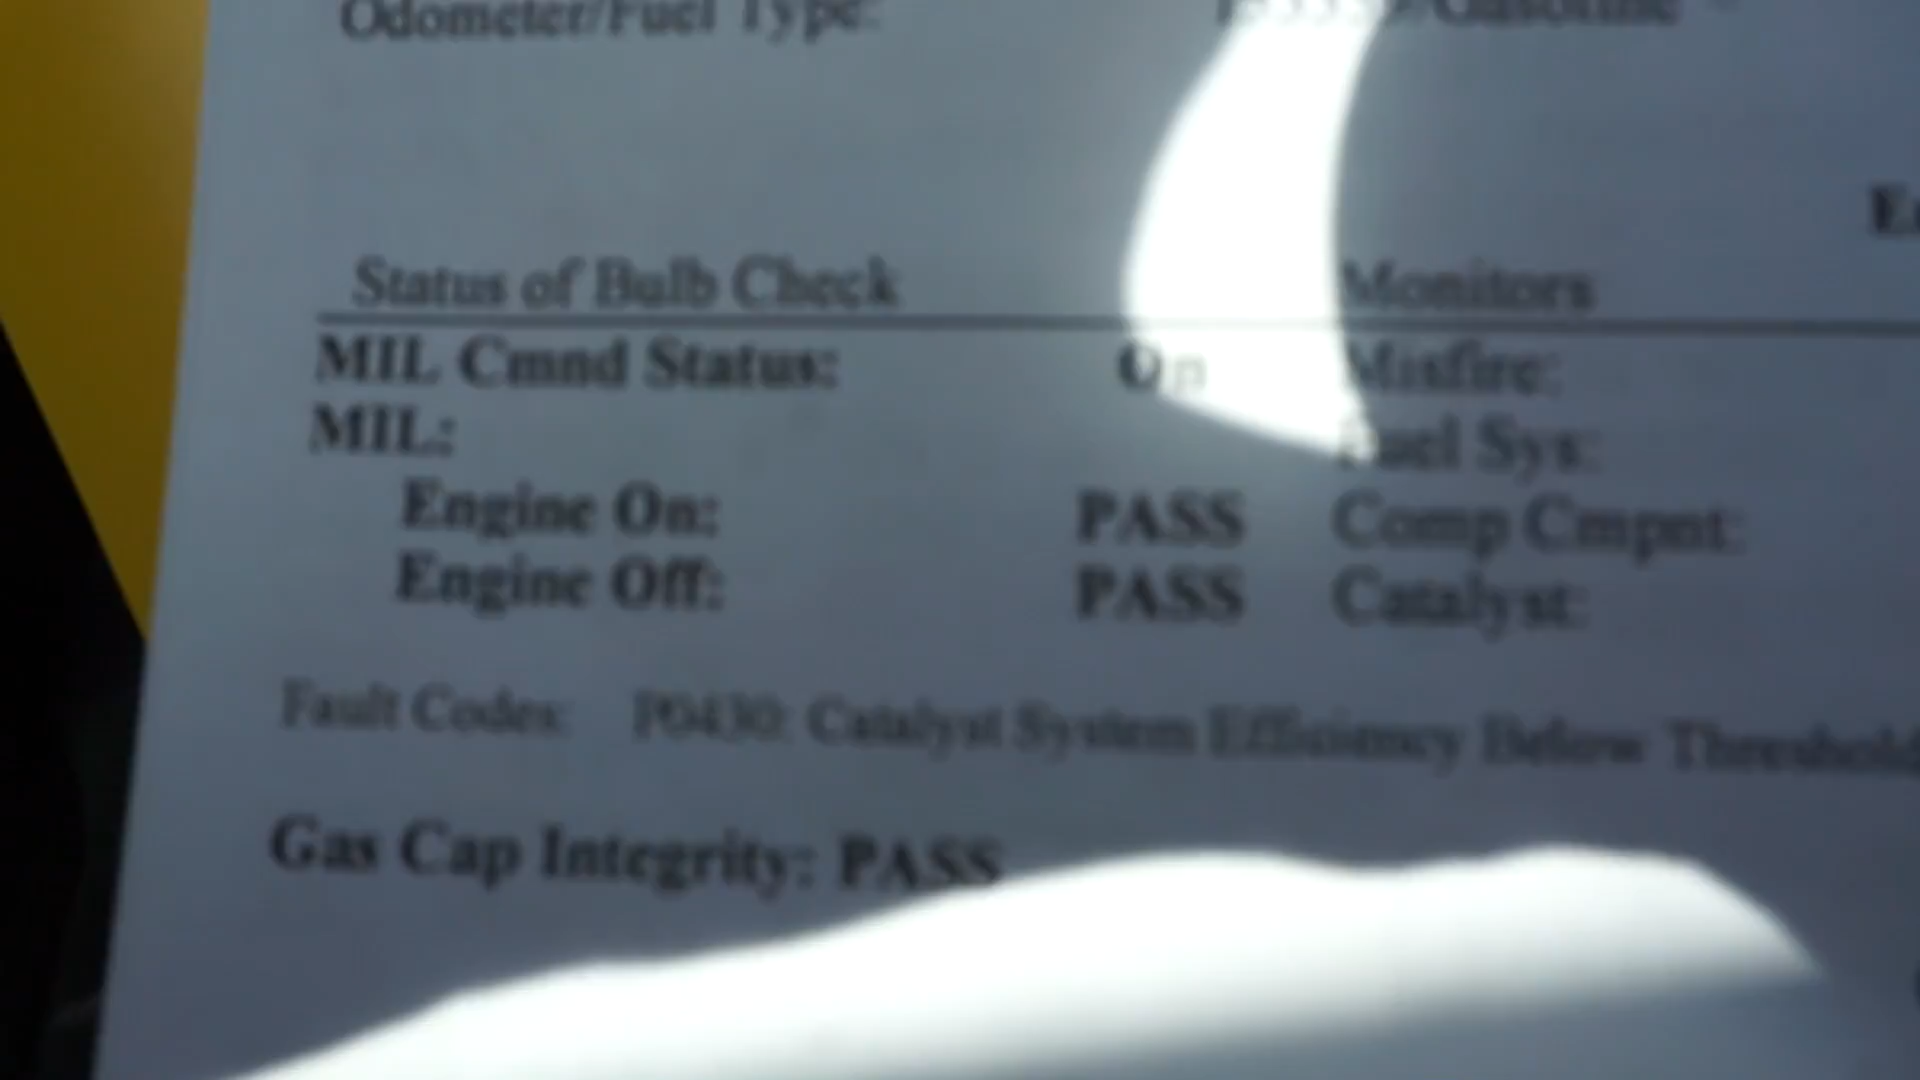 Odometer/Fuel Type: /Gasoline
Status of Bulb Check Monitors
MIL Cmnd Status: On Misfire:
MIL: Fuel Sys:
Engine On: PASS Comp Cmpnt:
Engine Off: PASS Catalyst:
Fault Codes: P0430: Catalyst System Efficiency Below Threshold
Gas Cap Integrity: PASS